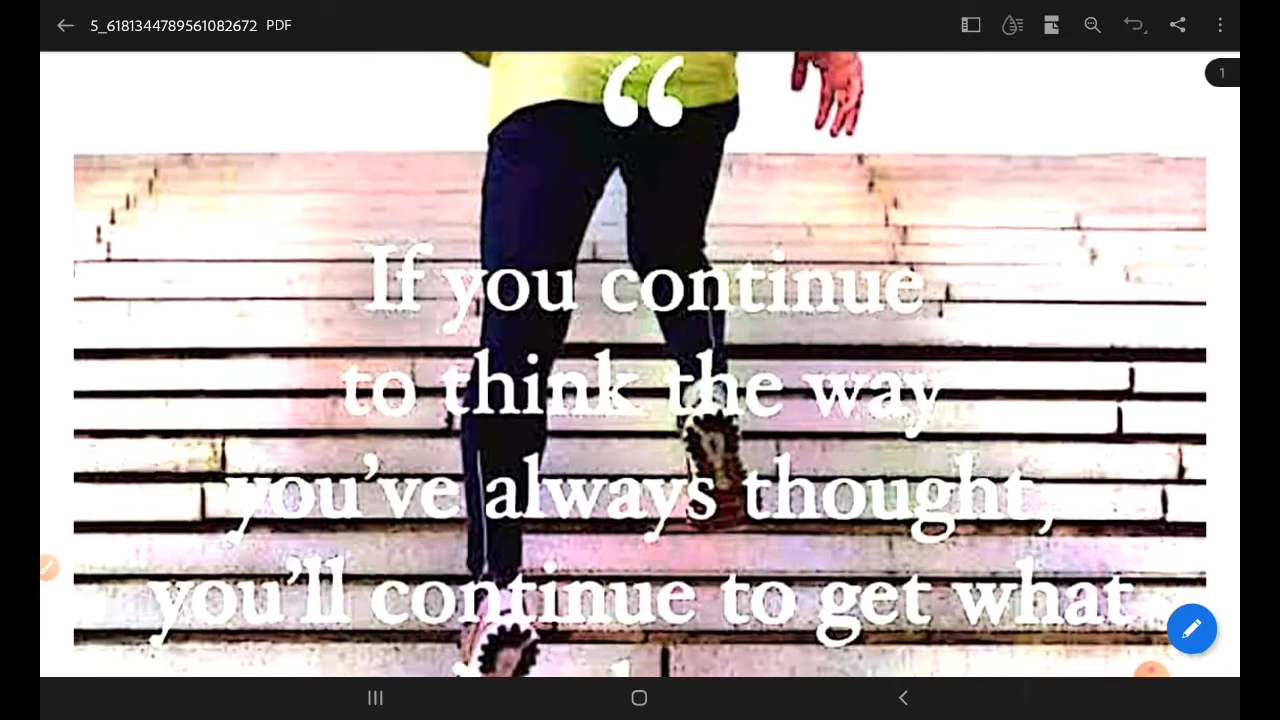 5_6181344789561082672 PDF
1
“
If you continue
to think the way
you’ve always thought,
you’ll continue to get what